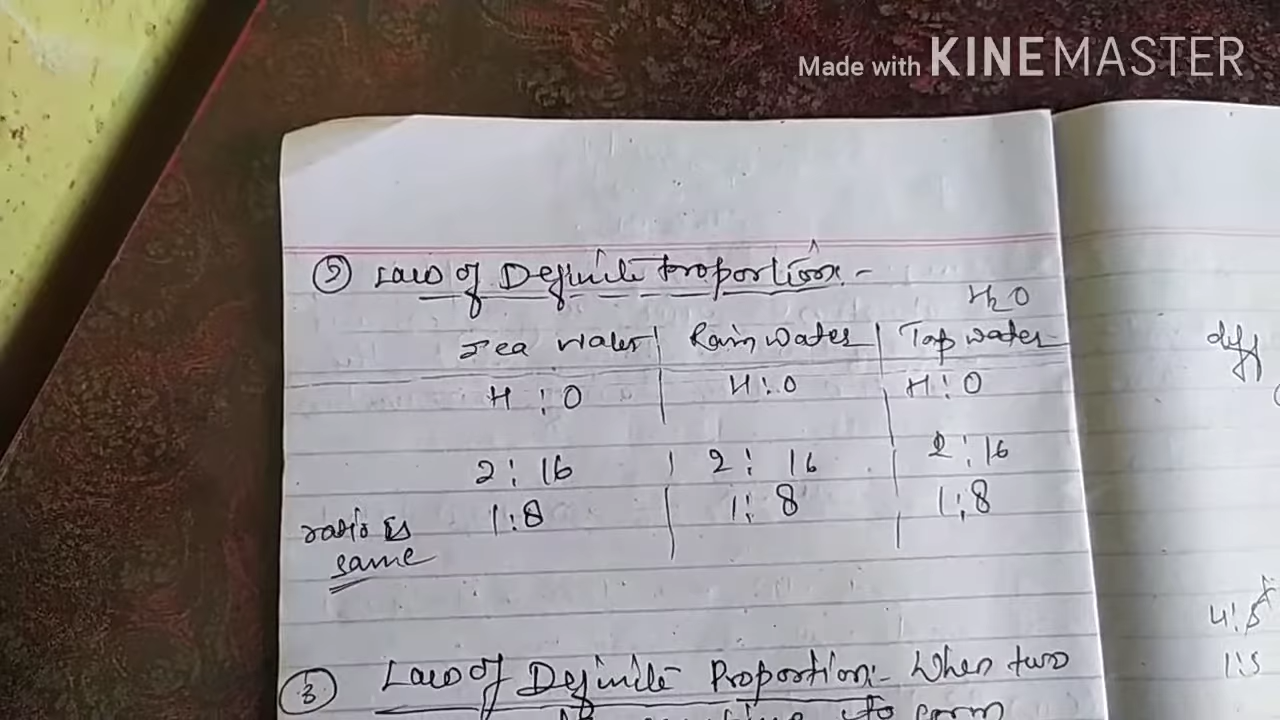 Made with KINEMASTER
② Law of Definite Proportion:-
H2O
Sea Water | Rain water | Tap water
H : O | H : O | H : O
2 : 16 | 2 : 16 | 2 : 16
1:8 | 1: 8 | 1:8
ratio is
same
③ Law of Definite Proportion:- When two
to form
diff
1:5